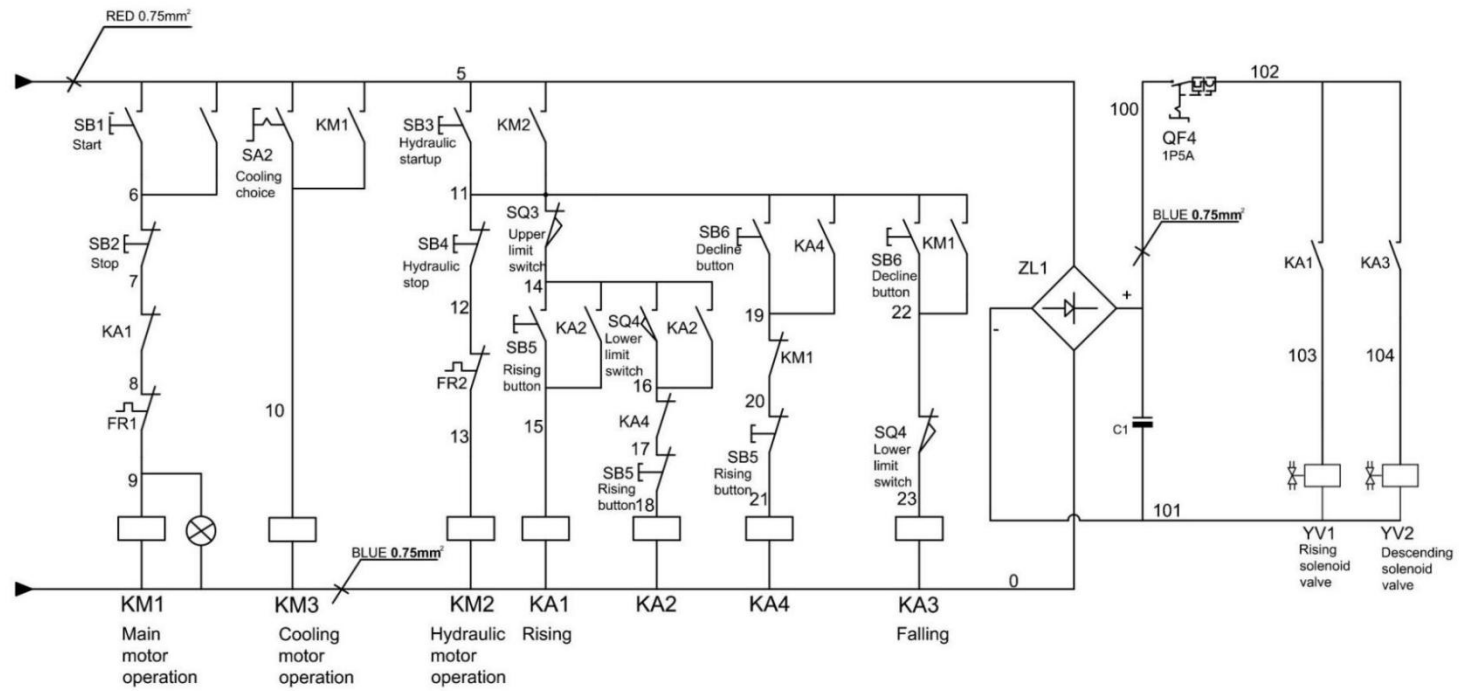 RED 0.75mm²
5
102
SB1
Start
SA2
Cooling
choice
KM1
SB3
Hydraulic
startup
KM2
100
QF4
1P5A
6
11
SB2
Stop
SB4
Hydraulic
stop
SQ3
Upper
limit
switch
SB6
Decline
button
KA4
SB6
Decline
button
KM1
BLUE 0.75mm²
ZL1
+
-
KA1
KA3
7
12
14
19
22
KA1
SB5
Rising
button
KA2
SQ4
Lower
limit
switch
KA2
KM1
103
104
8
FR1
10
FR2
13
15
16
KA4
17
SB5
Rising
button
18
20
SB5
Rising
button
21
SQ4
Lower
limit
switch
23
C1
9
101
BLUE 0.75mm²
0
YV1
Rising
solenoid
valve
YV2
Descending
solenoid
valve
KM1
Main
motor
operation
KM3
Cooling
motor
operation
KM2
Hydraulic
motor
operation
KA1
Rising
KA2
KA4
KA3
Falling